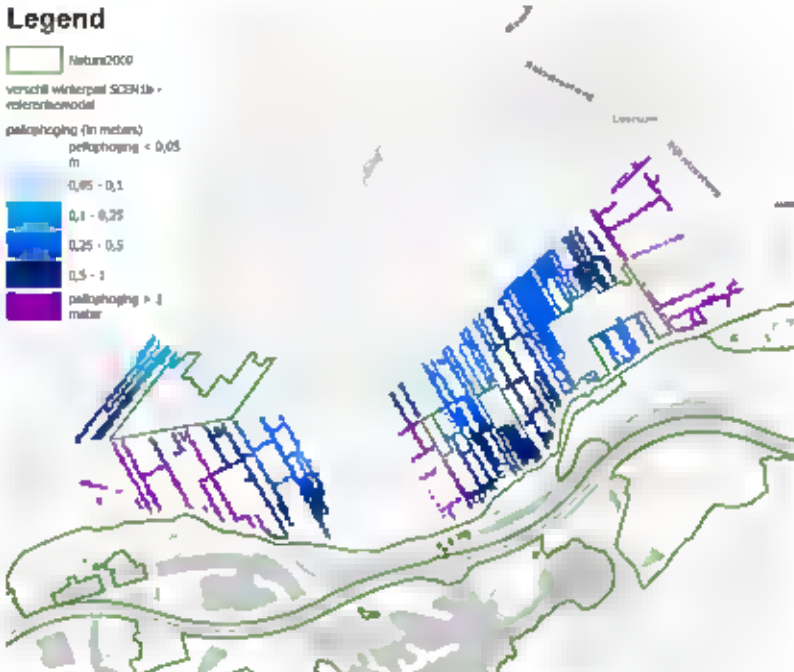 Legend
Natura2000
verschil winterpeil SCEN1b -
referentiemodel
peilophoging (in meters)
peilophoging < 0,05
m
0,05 - 0,1
0,1 - 0,25
0,25 - 0,5
0,5 - 1
peilophoging > 1
meter